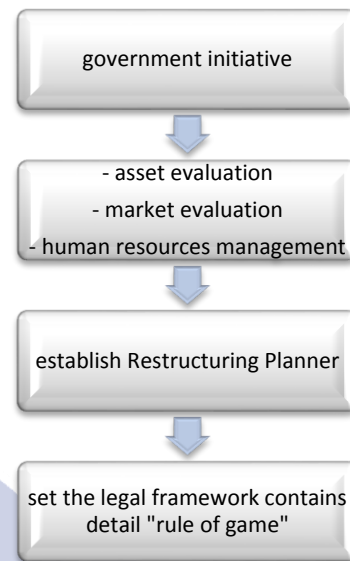 government initiative
- asset evaluation
- market evaluation
- human resources management
establish Restructuring Planner
set the legal framework contains
detail "rule of game"